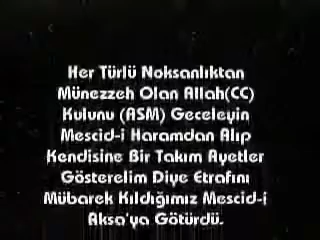 Her Türlü Noksanlıktan
Münezzeh Olan Allah(CC)
Kulunu (ASM) Geceleyin
Mescid-i Haramdan Alıp
Kendisine Bir Takım Ayetler
Gösterelim Diye Etrafını
Mübarek Kıldığımız Mescid-i
Aksa'ya Götürdü.